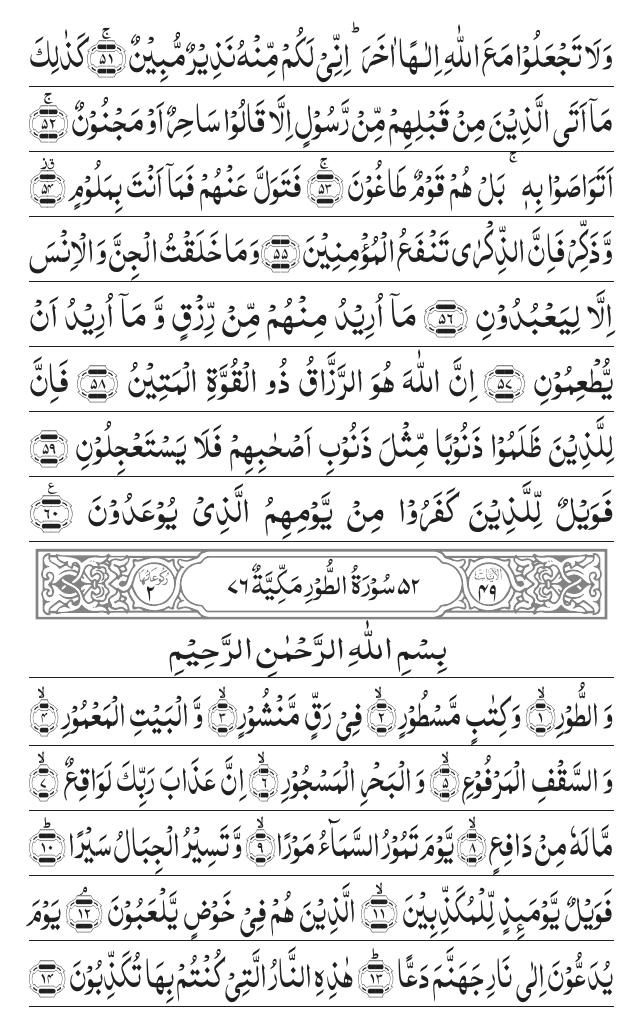 وَلَا تَجْعَلُوْا مَعَ اللّٰهِ اِلٰـهًا اٰخَرَ ؕ اِنِّىْ لَكُمْ مِّنْهُ نَذِيْرٌ مُّبِيْنٌ ۚ‏ ﴿۵۱﴾ كَذٰلِكَ
مَاۤ اَتَى الَّذِيْنَ مِنْ قَبْلِهِمْ مِّنْ رَّسُوْلٍ اِلَّا قَالُوْا سَاحِرٌ اَوْ مَجْنُوْنٌ ۚ‏ ﴿۵۲﴾
اَتَوَاصَوْا بِهٖ ۚ بَلْ هُمْ قَوْمٌ طَاغُوْنَ ۚ‏ ﴿۵۳﴾ فَتَوَلَّ عَنْهُمْ فَمَاۤ اَنْتَ بِمَلُوْمٍ ﴿۵۴﴾
وَّذَكِّرْ فَاِنَّ الذِّكْرٰى تَنْفَعُ الْمُؤْمِنِيْنَ ﴿۵۵﴾ وَمَا خَلَقْتُ الْجِنَّ وَالْاِنْسَ
اِلَّا لِيَعْبُدُوْنِ ﴿۵۶﴾ مَاۤ اُرِيْدُ مِنْهُمْ مِّنْ رِّزْقٍ وَّ مَاۤ اُرِيْدُ اَنْ
يُّطْعِمُوْنِ ﴿۵۷﴾ اِنَّ اللّٰهَ هُوَ الرَّزَّاقُ ذُو الْقُوَّةِ الْمَتِيْنُ ﴿۵۸﴾ فَاِنَّ
لِلَّذِيْنَ ظَلَمُوْا ذَنُوْبًا مِّثْلَ ذَنُوْبِ اَصْحٰبِهِمْ فَلَا يَسْتَعْجِلُوْنِ ﴿۵۹﴾
فَوَيْلٌ لِّلَّذِيْنَ كَفَرُوْا مِنْ يَّوْمِهِمُ الَّذِىْ يُوْعَدُوْنَ ﴿۶۰﴾ ع
اٰيَاتُهَا ۴۹ ۵۲ سُوْرَةُ الطُّوْرِ مَكِّيَّةٌ ۷۶ رُكُوْعَاتُهَا ۲
بِسْمِ اللّٰهِ الرَّحْمٰنِ الرَّحِيْمِ
وَ الطُّوْرِۙ‏ ﴿۱﴾ وَكِتٰبٍ مَّسْطُوْرٍۙ‏ ﴿۲﴾ فِىْ رَقٍّ مَّنْشُوْرٍۙ‏ ﴿۳﴾ وَّالْبَيْتِ الْمَعْمُوْرِۙ‏ ﴿۴﴾
وَالسَّقْفِ الْمَرْفُوْعِۙ‏ ﴿۵﴾ وَالْبَحْرِ الْمَسْجُوْرِۙ‏ ﴿۶﴾ اِنَّ عَذَابَ رَبِّكَ لَوَاقِعٌۙ‏ ﴿۷﴾
مَّا لَهٗ مِنْ دَافِعٍۙ‏ ﴿۸﴾ يَّوْمَ تَمُوْرُ السَّمَآءُ مَوْرًاۙ‏ ﴿۹﴾ وَّتَسِيْرُ الْجِبَالُ سَيْرًاؕ‏ ﴿۱۰﴾
فَوَيْلٌ يَّوْمَئِذٍ لِّلْمُكَذِّبِيْنَۙ‏ ﴿۱۱﴾ الَّذِيْنَ هُمْ فِىْ خَوْضٍ يَّلْعَبُوْنَۘ‏ ﴿۱۲﴾ يَوْمَ
يُدَعُّوْنَ اِلٰى نَارِ جَهَنَّمَ دَعًّاؕ‏ ﴿۱۳﴾ هٰذِهِ النَّارُ الَّتِىْ كُنْتُمْ بِهَا تُكَذِّبُوْنَ ﴿۱۴﴾